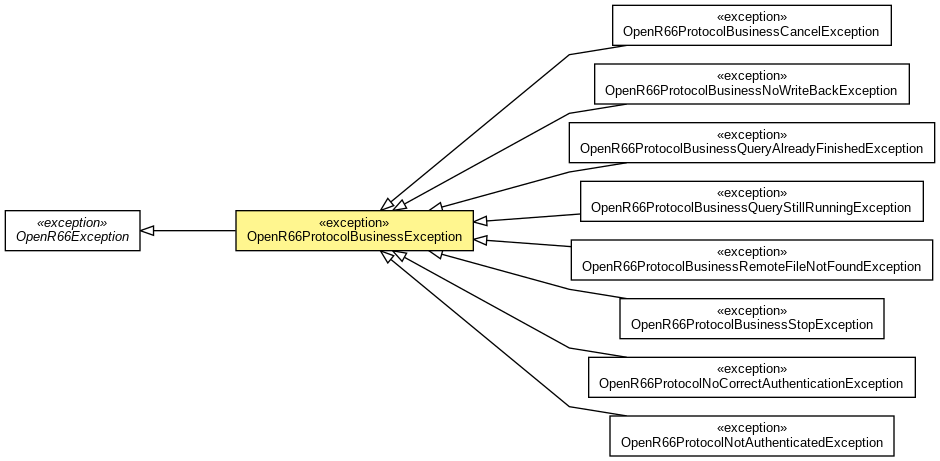 «exception»
OpenR66Exception
«exception»
OpenR66ProtocolBusinessException
«exception»
OpenR66ProtocolBusinessCancelException
«exception»
OpenR66ProtocolBusinessNoWriteBackException
«exception»
OpenR66ProtocolBusinessQueryAlreadyFinishedException
«exception»
OpenR66ProtocolBusinessQueryStillRunningException
«exception»
OpenR66ProtocolBusinessRemoteFileNotFoundException
«exception»
OpenR66ProtocolBusinessStopException
«exception»
OpenR66ProtocolNoCorrectAuthenticationException
«exception»
OpenR66ProtocolNotAuthenticatedException